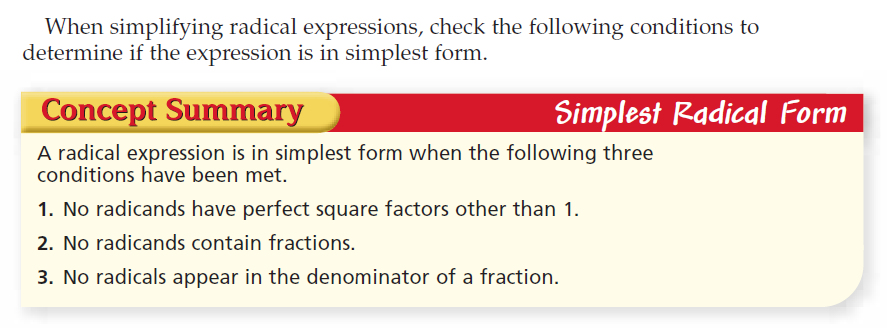 When simplifying radical expressions, check the following conditions to
determine if the expression is in simplest form.
Concept Summary
Simplest Radical Form
A radical expression is in simplest form when the following three
conditions have been met.
1. No radicands have perfect square factors other than 1.
2. No radicands contain fractions.
3. No radicals appear in the denominator of a fraction.